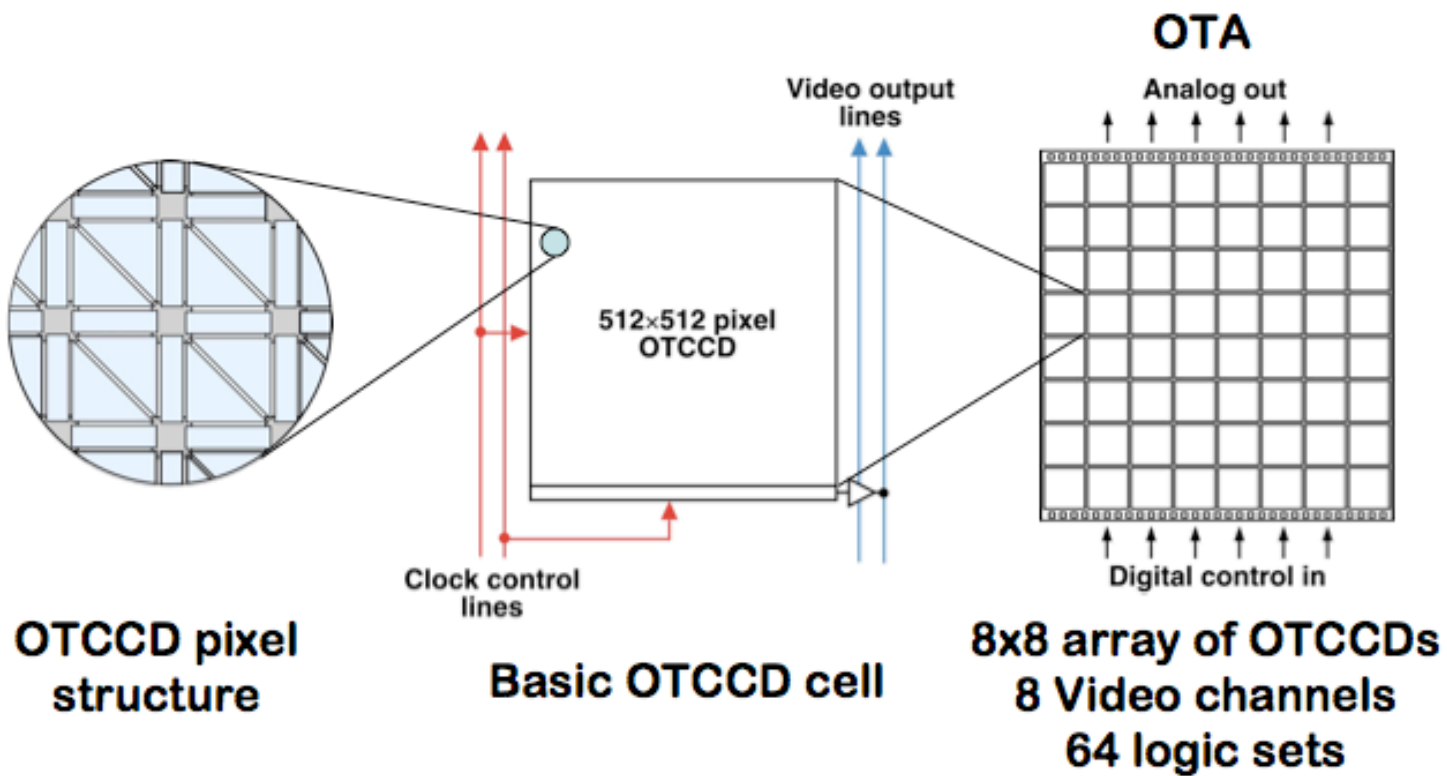 OTA
Analog out
Video output
lines
512×512 pixel
OTCCD
Clock control
lines
Digital control in
OTCCD pixel
structure
Basic OTCCD cell
8x8 array of OTCCDs
8 Video channels
64 logic sets